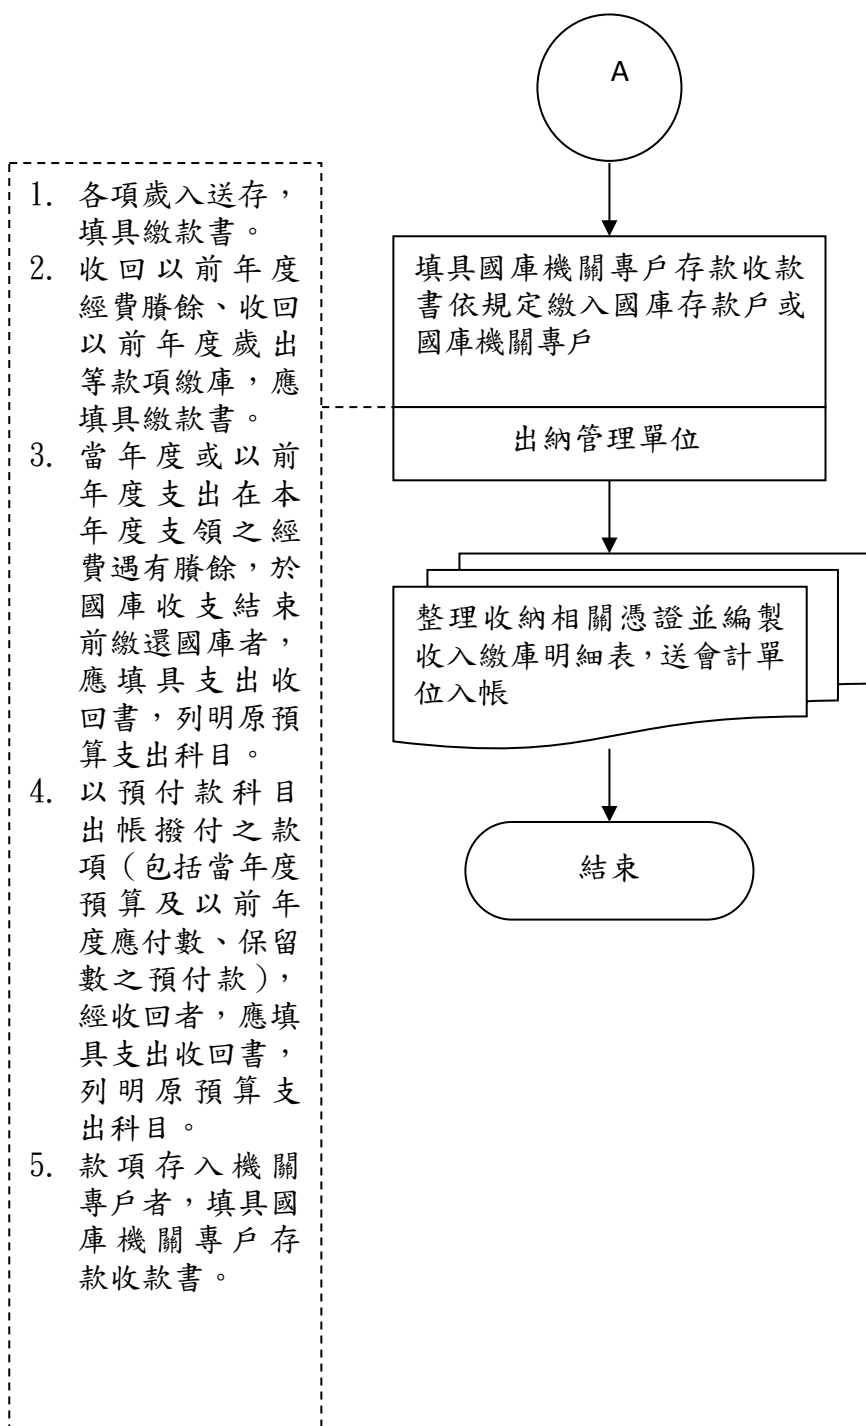 A
1. 各項歲入送存，
填具繳款書。
2. 收回以前年度
經費賸餘、收回
以前年度歲出
等款項繳庫，應
填具繳款書。
3. 當年度或以前
年度支出在本
年度支領之經
費遇有賸餘，於
國庫收支結束
前繳還國庫者，
應填具支出收
回書，列明原預
算支出科目。
4. 以預付款科目
出帳撥付之款
項（包括當年度
預算及以前年
度應付數、保留
數之預付款），
經收回者，應填
具支出收回書，
列明原預算支
出科目。
5. 款項存入機關
專戶者，填具國
庫機關專戶存
款收款書。
填具國庫機關專戶存款收款
書依規定繳入國庫存款戶或
國庫機關專戶
出納管理單位
整理收納相關憑證並編製
收入繳庫明細表，送會計單
位入帳
結束